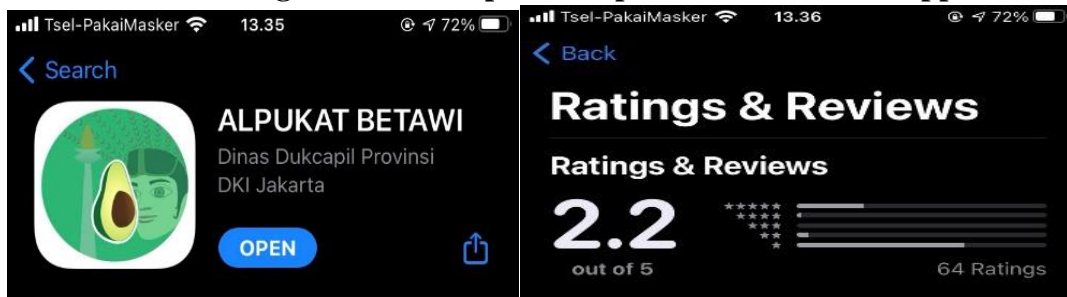 Tsel-PakaiMasker 13.35 72%
Search
ALPUKAT BETAWI
Dinas Dukcapil Provinsi
DKI Jakarta
OPEN
Tsel-PakaiMasker 13.36 72%
Back
Ratings & Reviews
Ratings & Reviews
2.2
out of 5
64 Ratings